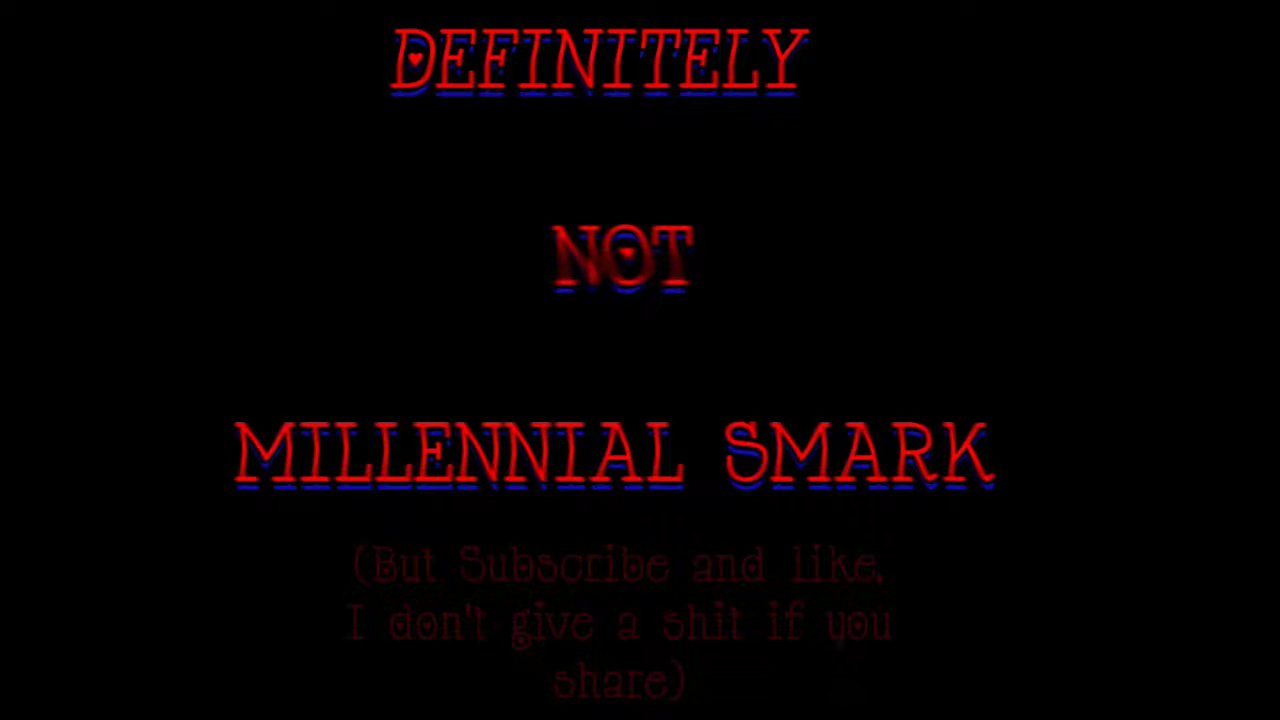 DEFINITELY
NOT
MILLENNIAL SMARK
(But Subscribe and like.
I don't give a shit if you
share)